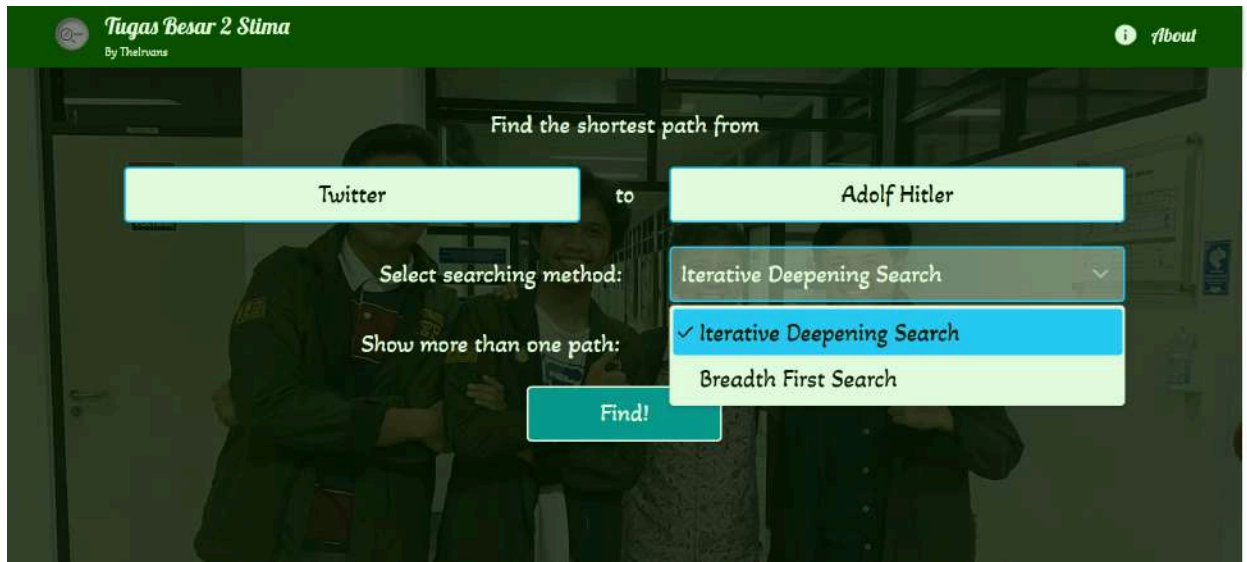 Tugas Besar 2 Stima
By TheIrvans
About
Find the shortest path from
Twitter to Adolf Hitler
Select searching method: Iterative Deepening Search
✓ Iterative Deepening Search
Show more than one path:
Breadth First Search
Find!